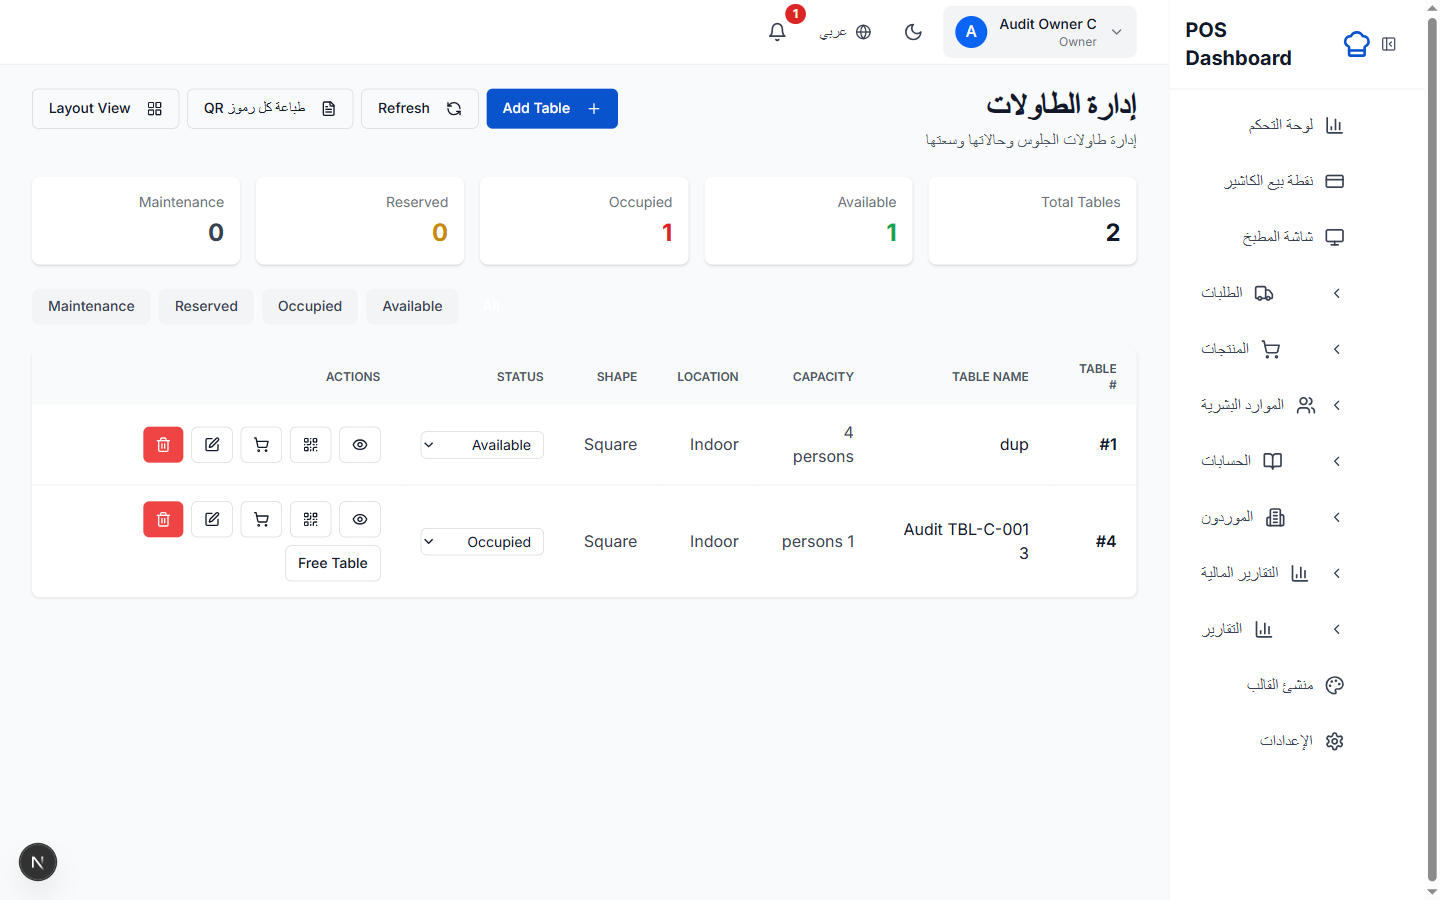 POS
Dashboard
لوحة التحكم
نقطة بيع الكاشير
شاشة المطبخ
الطلبات
المنتجات
الموارد البشرية
الحسابات
الموردون
التقارير المالية
التقارير
منشئ القالب
الإعدادات
1
عربي
A
Audit Owner C
Owner
إدارة الطاولات
إدارة طاولات الجلوس وحالاتها وسعتها
Add Table
Refresh
طباعة كل رموز QR
Layout View
Total Tables
2
Available
1
Occupied
1
Reserved
0
Maintenance
0
All
Available
Occupied
Reserved
Maintenance
TABLE
#
TABLE NAME
CAPACITY
LOCATION
SHAPE
STATUS
ACTIONS
#1
dup
4
persons
Indoor
Square
Available
#4
Audit TBL-C-001
3
persons 1
Indoor
Square
Occupied
Free Table
N